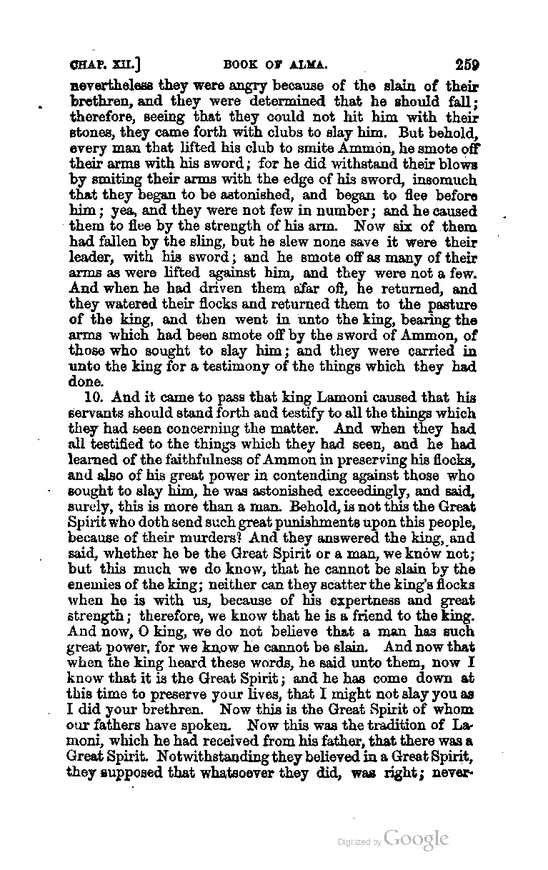 CHAP. XII.] BOOK OF ALMA. 259
nevertheless they were angry because of the slain of their
brethren, and they were determined that he should fall;
therefore, seeing that they could not hit him with their
stones, they came forth with clubs to slay him. But behold,
every man that lifted his club to smite Ammon, he smote off
their arms with his sword; for he did withstand their blows
by smiting their arms with the edge of his sword, insomuch
that they began to be astonished, and began to flee before
him; yea, and they were not few in number; and he caused
them to flee by the strength of his arm. Now six of them
had fallen by the sling, but he slew none save it were their
leader, with his sword; and he smote off as many of their
arms as were lifted against him, and they were not a few.
And when he had driven them afar off, he returned, and
they watered their flocks and returned them to the pasture
of the king, and then went in unto the king, bearing the
arms which had been smote off by the sword of Ammon, of
those who sought to slay him; and they were carried in
unto the king for a testimony of the things which they had
done.
10. And it came to pass that king Lamoni caused that his
servants should stand forth and testify to all the things which
they had seen concerning the matter. And when they had
all testified to the things which they had seen, and he had
learned of the faithfulness of Ammon in preserving his flocks,
and also of his great power in contending against those who
sought to slay him, he was astonished exceedingly, and said,
surely, this is more than a man. Behold, is not this the Great
Spirit who doth send such great punishments upon this people,
because of their murders? And they answered the king, and
said, whether he be the Great Spirit or a man, we know not;
but this much we do know, that he cannot be slain by the
enemies of the king; neither can they scatter the king's flocks
when he is with us, because of his expertness and great
strength; therefore, we know that he is a friend to the king.
And now, O king, we do not believe that a man has such
great power, for we know he cannot be slain. And now that
when the king heard these words, he said unto them, now I
know that it is the Great Spirit; and he has come down at
this time to preserve your lives, that I might not slay you as
I did your brethren. Now this is the Great Spirit of whom
our fathers have spoken. Now this was the tradition of La-
moni, which he had received from his father, that there was a
Great Spirit. Notwithstanding they believed in a Great Spirit,
they supposed that whatsoever they did, was right; never-
Digitized by Google